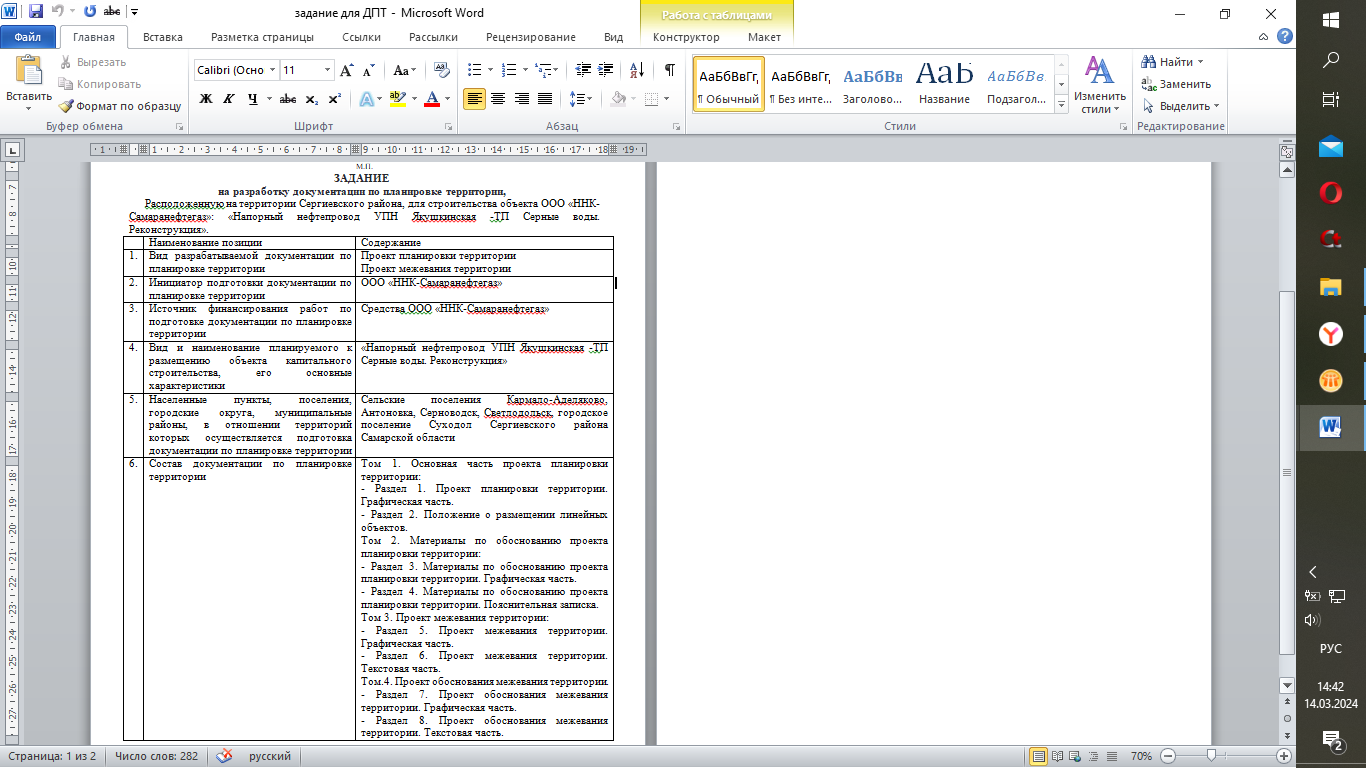 задание для ДПТ - Microsoft Word
Работа с таблицами
Файл Главная Вставка Разметка страницы Ссылки Рассылки Рецензирование Вид Конструктор Макет
Вставить
Вырезать
Копировать
Формат по образцу
Буфер обмена
Calibri (Осно 11
Шрифт
Абзац
АаБбВвГг,
¶ Обычный
АаБбВвГг,
¶ Без инте...
АаБбВв
Заголово...
АаБ
Название
АаБбВв.
Подзагол...
Стили
Изменить стили
Найти
Заменить
Выделить
Редактирование
М.П.
ЗАДАНИЕ
на разработку документации по планировке территории,
Расположенную на территории Сергиевского района, для строительства объекта ООО «ННК-
Самаранефтегаз»: «Напорный нефтепровод УПН Якушкинская -ТП Серные воды.
Реконструкция».
Наименование позиции Содержание
1. Вид разрабатываемой документации по
планировке территории
Проект планировки территории
Проект межевания территории
2. Инициатор подготовки документации по
планировке территории
ООО «ННК-Самаранефтегаз»
3. Источник финансирования работ по
подготовке документации по планировке
территории
Средства ООО «ННК-Самаранефтегаз»
4. Вид и наименование планируемого к
размещению объекта капитального
строительства, его основные
характеристики
«Напорный нефтепровод УПН Якушкинская -ТП
Серные воды. Реконструкция»
5. Населенные пункты, поселения,
городские округа, муниципальные
районы, в отношении территорий
которых осуществляется подготовка
документации по планировке территории
Сельские поселения Кармало-Аделяково,
Антоновка, Серноводск, Светлодольск, городское
поселение Суходол Сергиевского района
Самарской области
6. Состав документации по планировке
территории
Том 1. Основная часть проекта планировки
территории:
- Раздел 1. Проект планировки территории.
Графическая часть.
- Раздел 2. Положение о размещении линейных
объектов.
Том 2. Материалы по обоснованию проекта
планировки территории:
- Раздел 3. Материалы по обоснованию проекта
планировки территории. Графическая часть.
- Раздел 4. Материалы по обоснованию проекта
планировки территории. Пояснительная записка.
Том 3. Проект межевания территории:
- Раздел 5. Проект межевания территории.
Графическая часть.
- Раздел 6. Проект межевания территории.
Текстовая часть.
Том.4. Проект обоснования межевания территории
- Раздел 7. Проект обоснования межевания
территории. Графическая часть.
- Раздел 8. Проект обоснования межевания
территории. Текстовая часть.
Страница: 1 из 2 Число слов: 282 русский 70%
РУС
14:42
14.03.2024
2